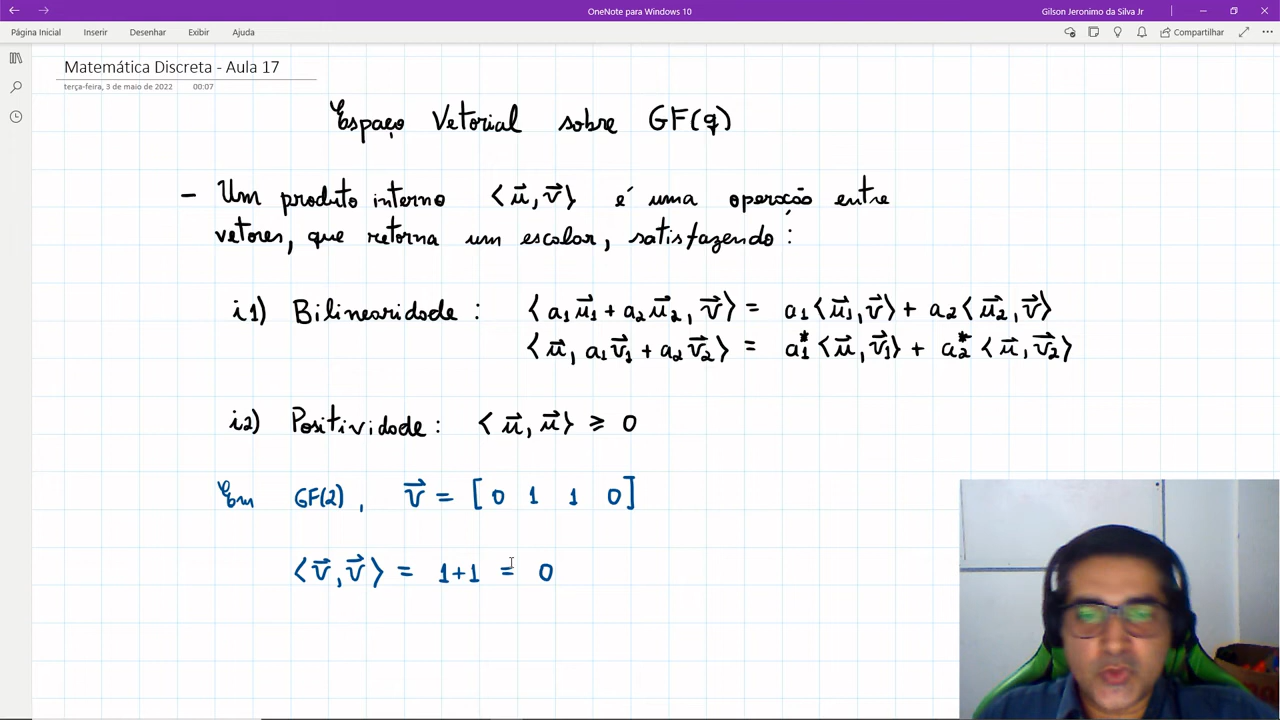 OneNote para Windows 10
Gilson Jeronimo da Silva Jr
Página Inicial Inserir Desenhar Exibir Ajuda
Compartilhar
Matemática Discreta - Aula 17
terça-feira, 3 de maio de 2022 00:07
Espaço Vetorial sobre GF(q)
- Um produto interno ⟨u⃗, v⃗⟩ é uma operação entre
vetores, que retorna um escalar, satisfazendo:
i1) Bilinearidade: ⟨a₁u⃗₁ + a₂u⃗₂, v⃗⟩ = a₁⟨u⃗₁, v⃗⟩ + a₂⟨u⃗₂, v⃗⟩
⟨u⃗, a₁v⃗₁ + a₂v⃗₂⟩ = a₁*⟨u⃗, v⃗₁⟩ + a₂*⟨u⃗, v⃗₂⟩
i2) Positividade: ⟨u⃗, u⃗⟩ ≥ 0
Em GF(2), v⃗ = [0 1 1 0]
⟨v⃗, v⃗⟩ = 1+1 = 0